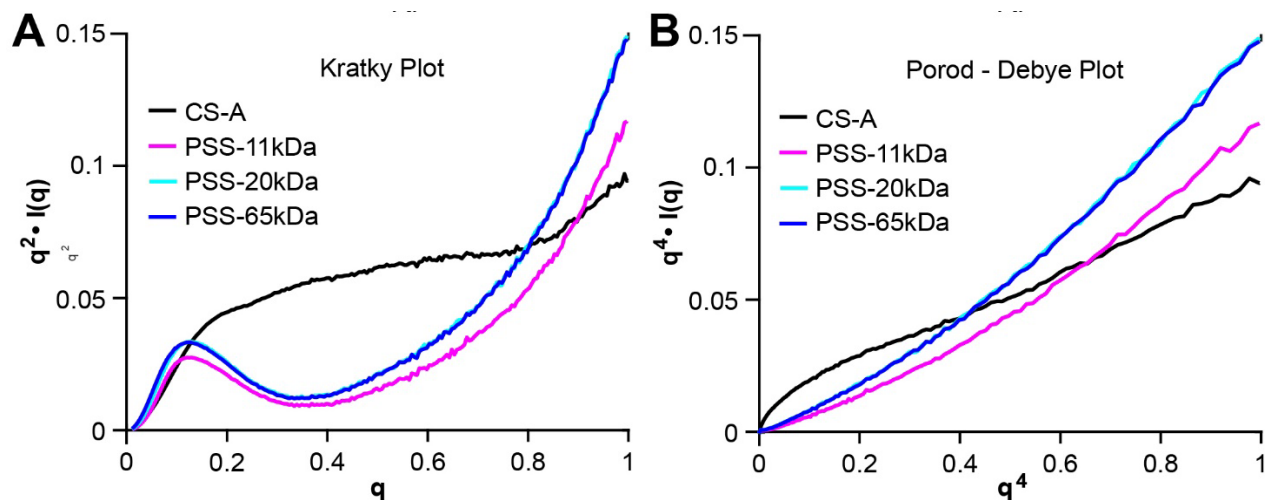 A
0.15
Kratky Plot
CS-A
PSS-11kDa
PSS-20kDa
PSS-65kDa
0.1
0.05
0
q² • I(q)
q²
0 0.2 0.4 0.6 0.8 1
q
B
0.15
Porod - Debye Plot
CS-A
PSS-11kDa
PSS-20kDa
PSS-65kDa
0.1
0.05
0
q⁴ • I(q)
0 0.2 0.4 0.6 0.8 1
q⁴